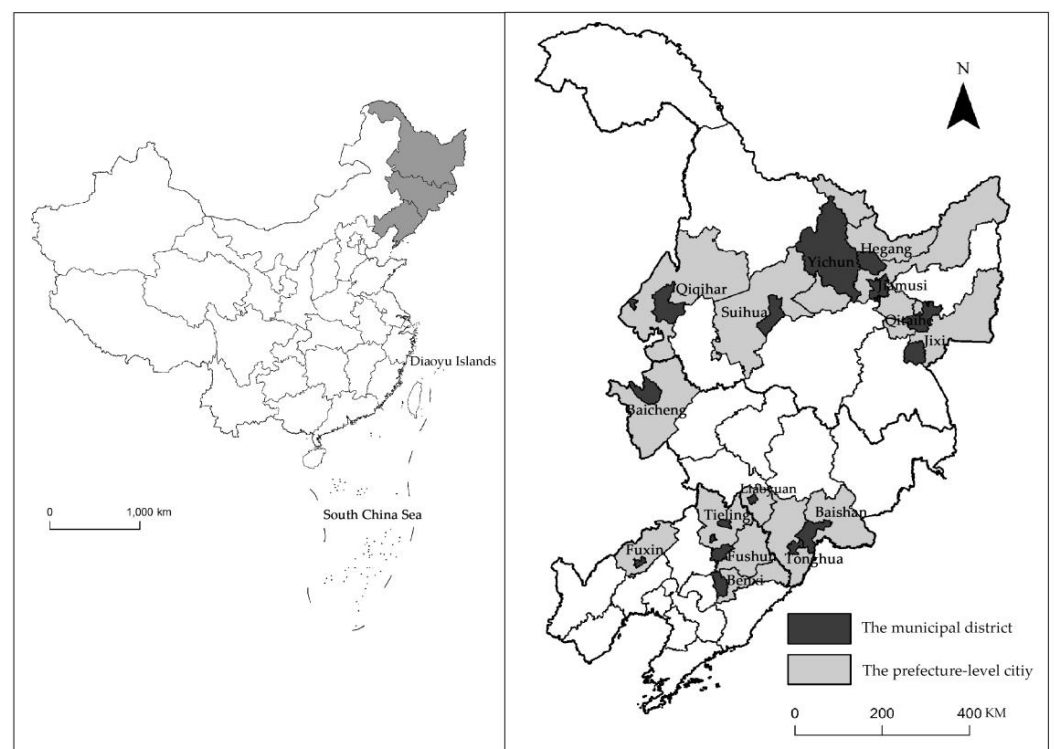 Diaoyu Islands
South China Sea
0
1,000 km
N
Hegang
Yichun
Jiamusi
Qiqihar
Suihua
Qitaihe
Jixi
Baicheng
Liaoyuan
Tieling
Baishan
Fuxin
Fushun
Tonghua
Benxi
The municipal district
The prefecture-level citiy
0
200
400 KM